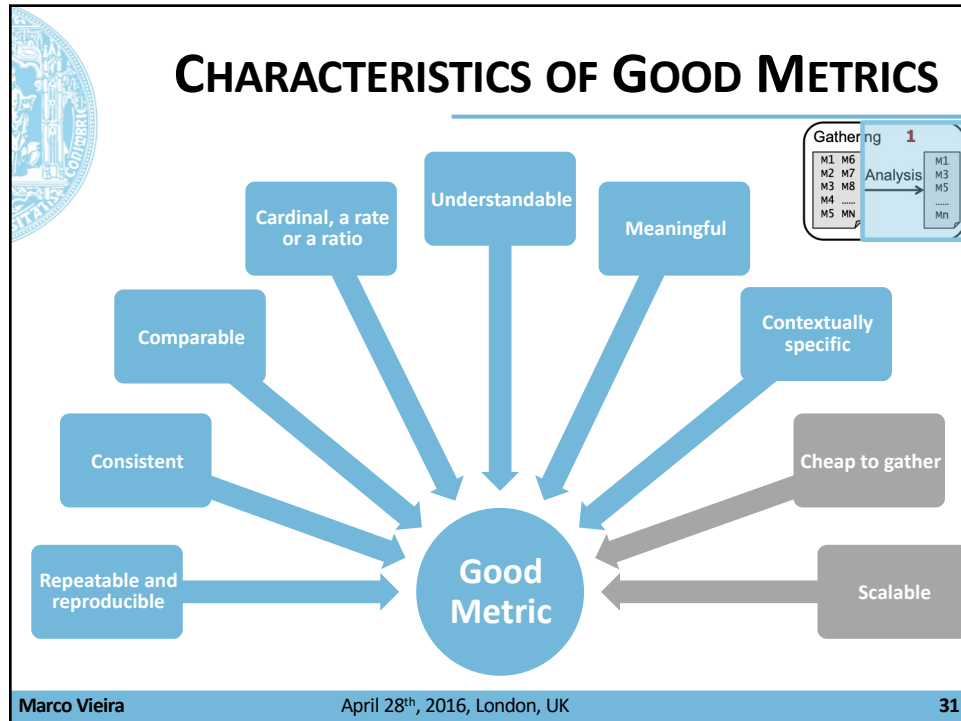 CHARACTERISTICS OF GOOD METRICS
Gathering 1
M1 M6
M2 M7
M3 M8
M4 ......
M5 MN
Analysis
M1
M3
M5
......
Mn
Understandable
Cardinal, a rate
or a ratio
Meaningful
Comparable
Contextually
specific
Consistent
Cheap to gather
Repeatable and
reproducible
Good
Metric
Scalable
Marco Vieira
April 28th, 2016, London, UK
31